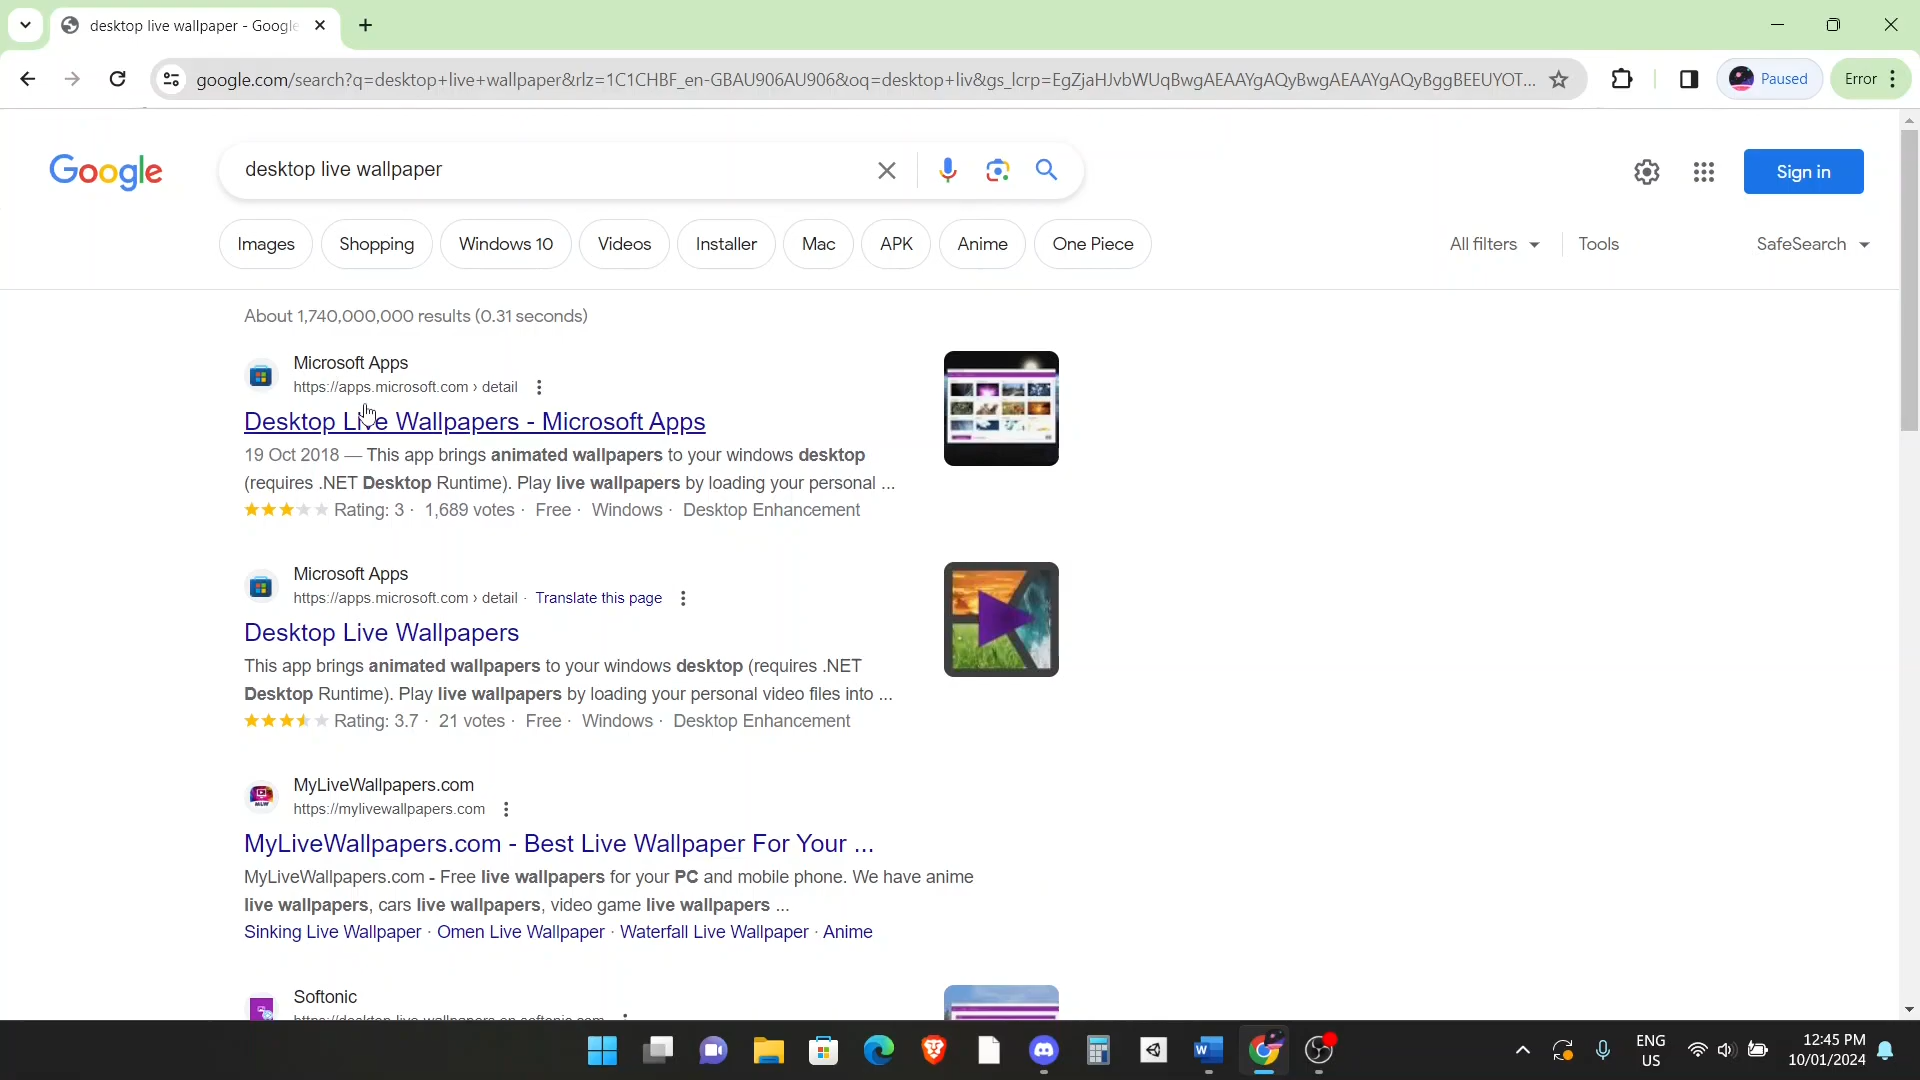 desktop live wallpaper - Google
google.com/search?q=desktop+live+wallpaper&rlz=1C1CHBF_en-GBAU906AU906&oq=desktop+liv&gs_lcrp=EgZjaHJvbWUqBwgAEAAYgAQyBwgAEAAYgAQyBggBEEUYOT...
Paused
Error
Google
desktop live wallpaper
Sign in
Images
Shopping
Windows 10
Videos
Installer
Mac
APK
Anime
One Piece
All filters
Tools
SafeSearch
About 1,740,000,000 results (0.31 seconds)
Microsoft Apps
https://apps.microsoft.com › detail
Desktop Live Wallpapers - Microsoft Apps
19 Oct 2018 — This app brings animated wallpapers to your windows desktop
(requires .NET Desktop Runtime). Play live wallpapers by loading your personal ...
Rating: 3 · 1,689 votes · Free · Windows · Desktop Enhancement
Microsoft Apps
https://apps.microsoft.com › detail · Translate this page
Desktop Live Wallpapers
This app brings animated wallpapers to your windows desktop (requires .NET
Desktop Runtime). Play live wallpapers by loading your personal video files into ...
Rating: 3.7 · 21 votes · Free · Windows · Desktop Enhancement
MyLiveWallpapers.com
https://mylivewallpapers.com
MyLiveWallpapers.com - Best Live Wallpaper For Your ...
MyLiveWallpapers.com - Free live wallpapers for your PC and mobile phone. We have anime
live wallpapers, cars live wallpapers, video game live wallpapers ...
Sinking Live Wallpaper · Omen Live Wallpaper · Waterfall Live Wallpaper · Anime
Softonic
ENG
US
12:45 PM
10/01/2024